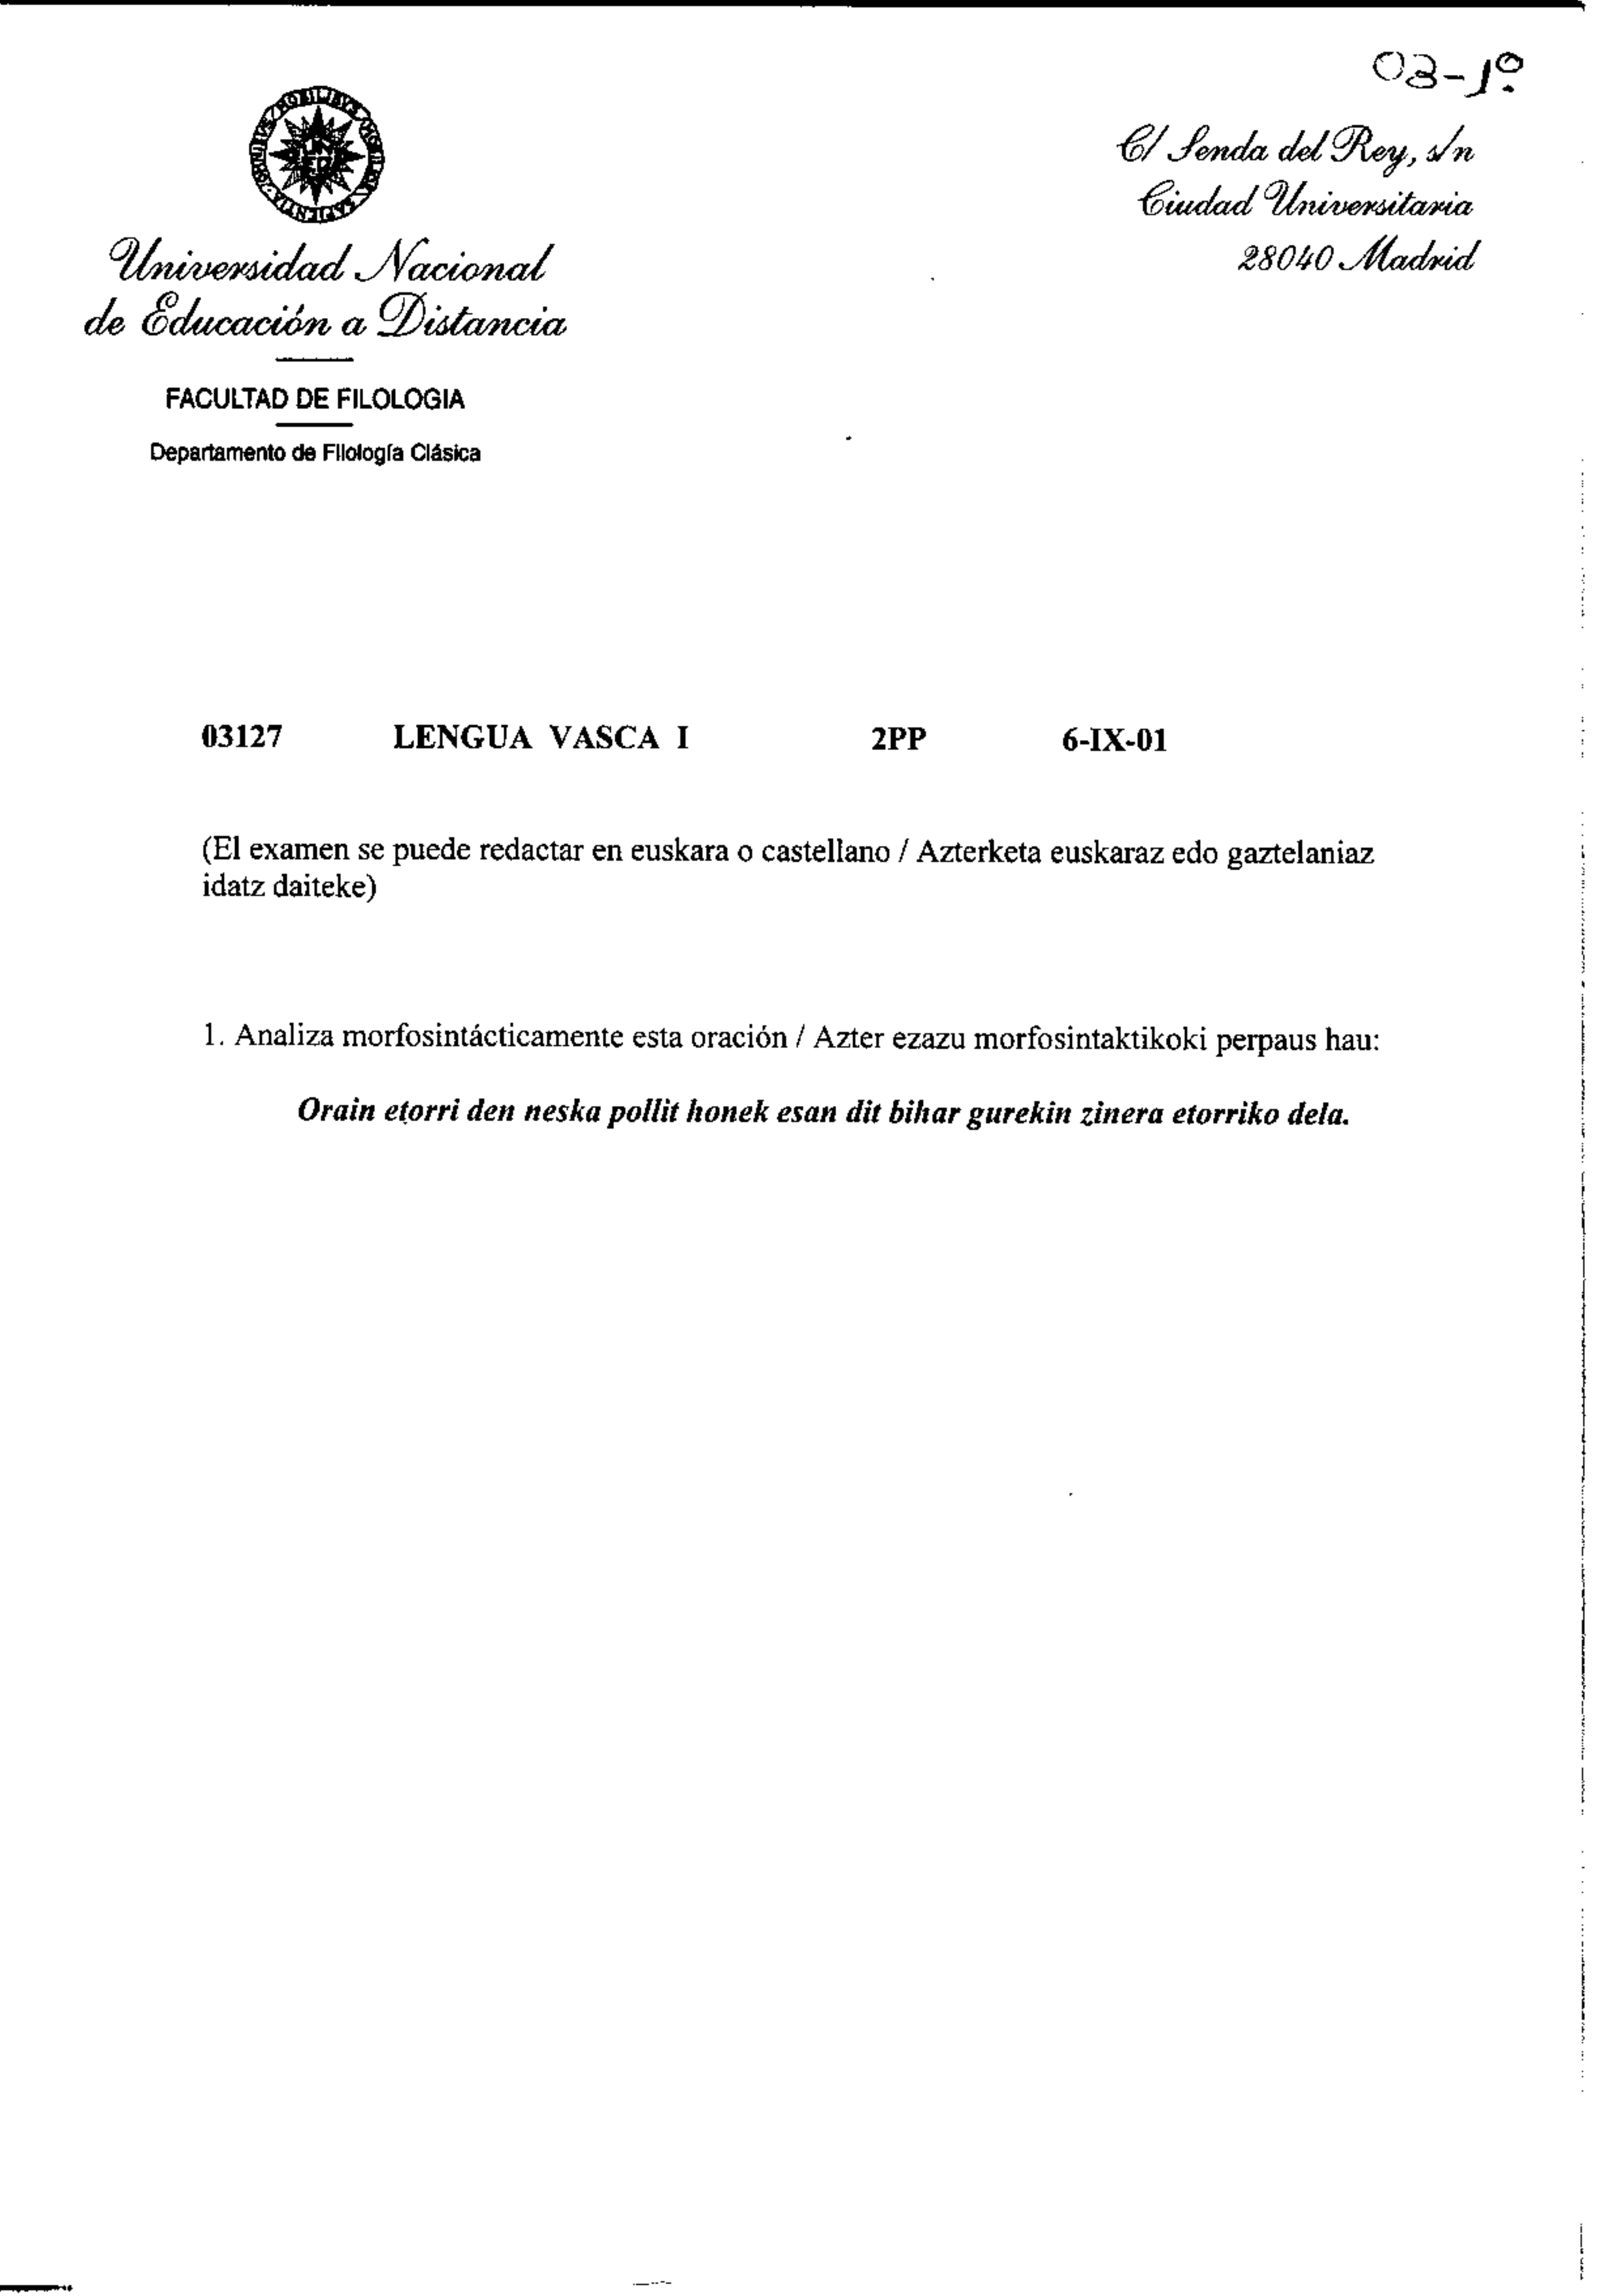 03-1º
C/ Senda del Rey, s/n
Ciudad Universitaria
28040 Madrid
Universidad Nacional
de Educación a Distancia
FACULTAD DE FILOLOGIA
Departamento de Filología Clásica
03127 LENGUA VASCA I 2PP 6-IX-01
(El examen se puede redactar en euskara o castellano / Azterketa euskaraz edo gaztelaniaz
idatz daiteke)
1. Analiza morfosintácticamente esta oración / Azter ezazu morfosintaktikoki perpaus hau:
Orain etorri den neska pollit honek esan dit bihar gurekin zinera etorriko dela.